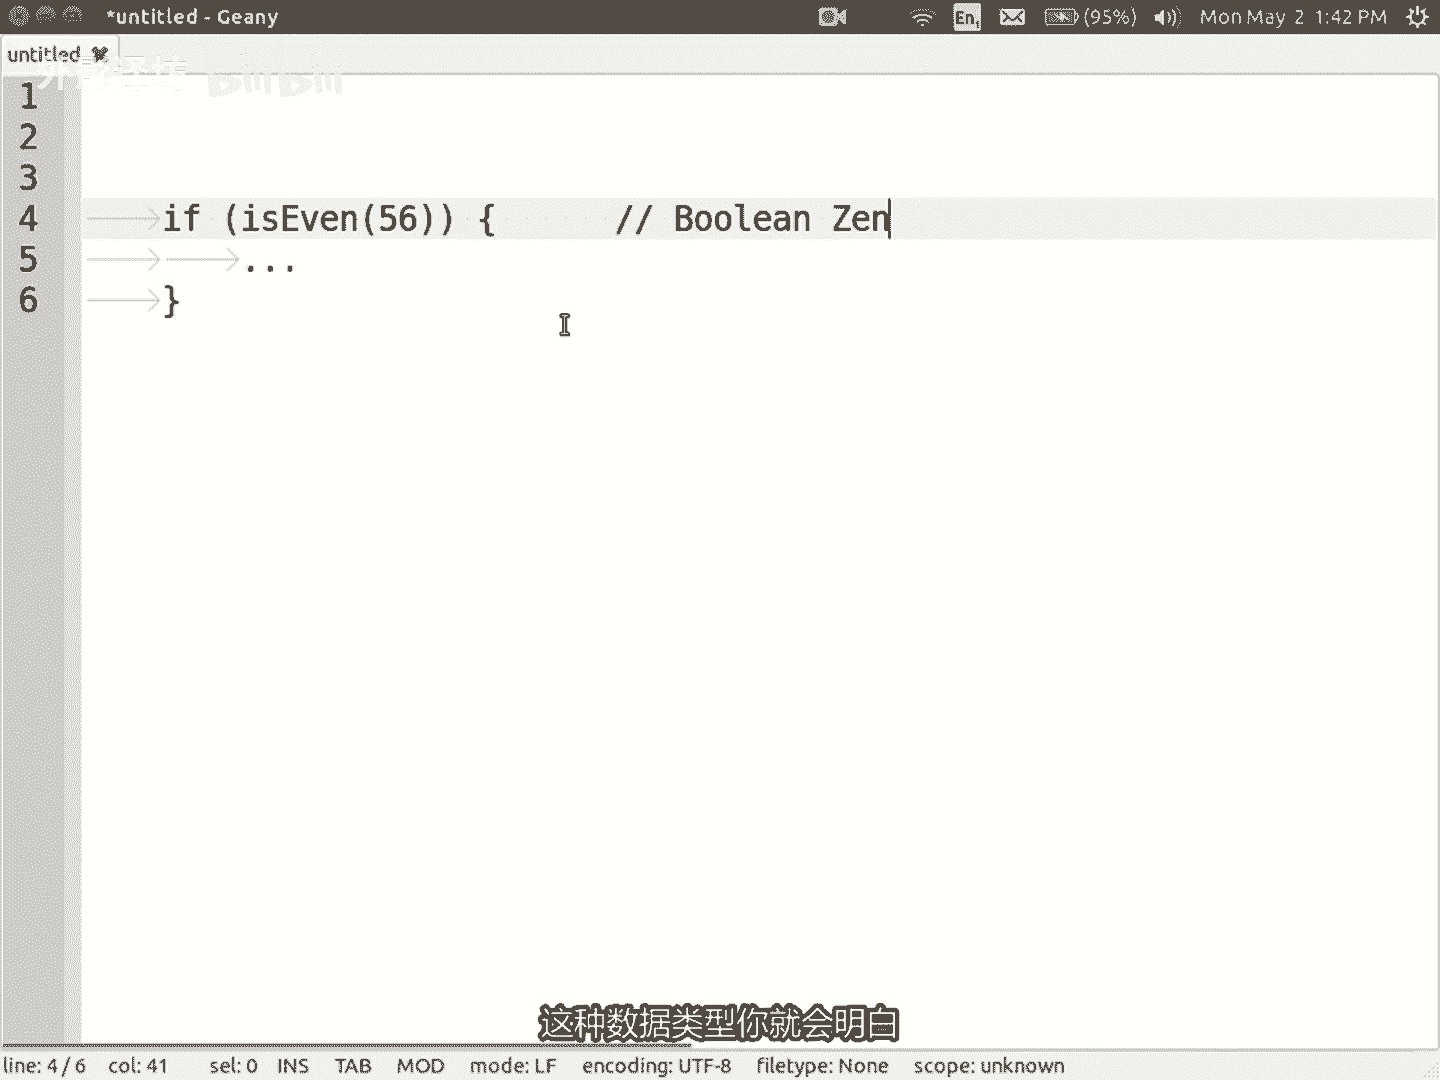 *untitled - Geany
En (95%) Mon May 2 1:42 PM
untitled
bilibili
1
2
3
4 if (isEven(56)) { // Boolean Zen
5 ...
6 }
这种数据类型你就会明白
line: 4 / 6 col: 41 sel: 0 INS TAB MOD mode: LF encoding: UTF-8 filetype: None scope: unknown